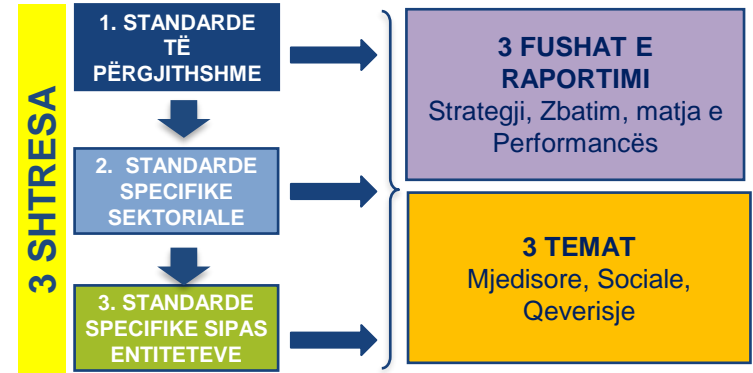 3 SHTRESA
1. STANDARDE
TË
PËRGJITHSHME
2. STANDARDE
SPECIFIKE
SEKTORIALE
3. STANDARDE
SPECIFIKE SIPAS
ENTITETEVE
3 FUSHAT E
RAPORTIMI
Strategji, Zbatim, matja e
Performancës
3 TEMAT
Mjedisore, Sociale,
Qeverisje